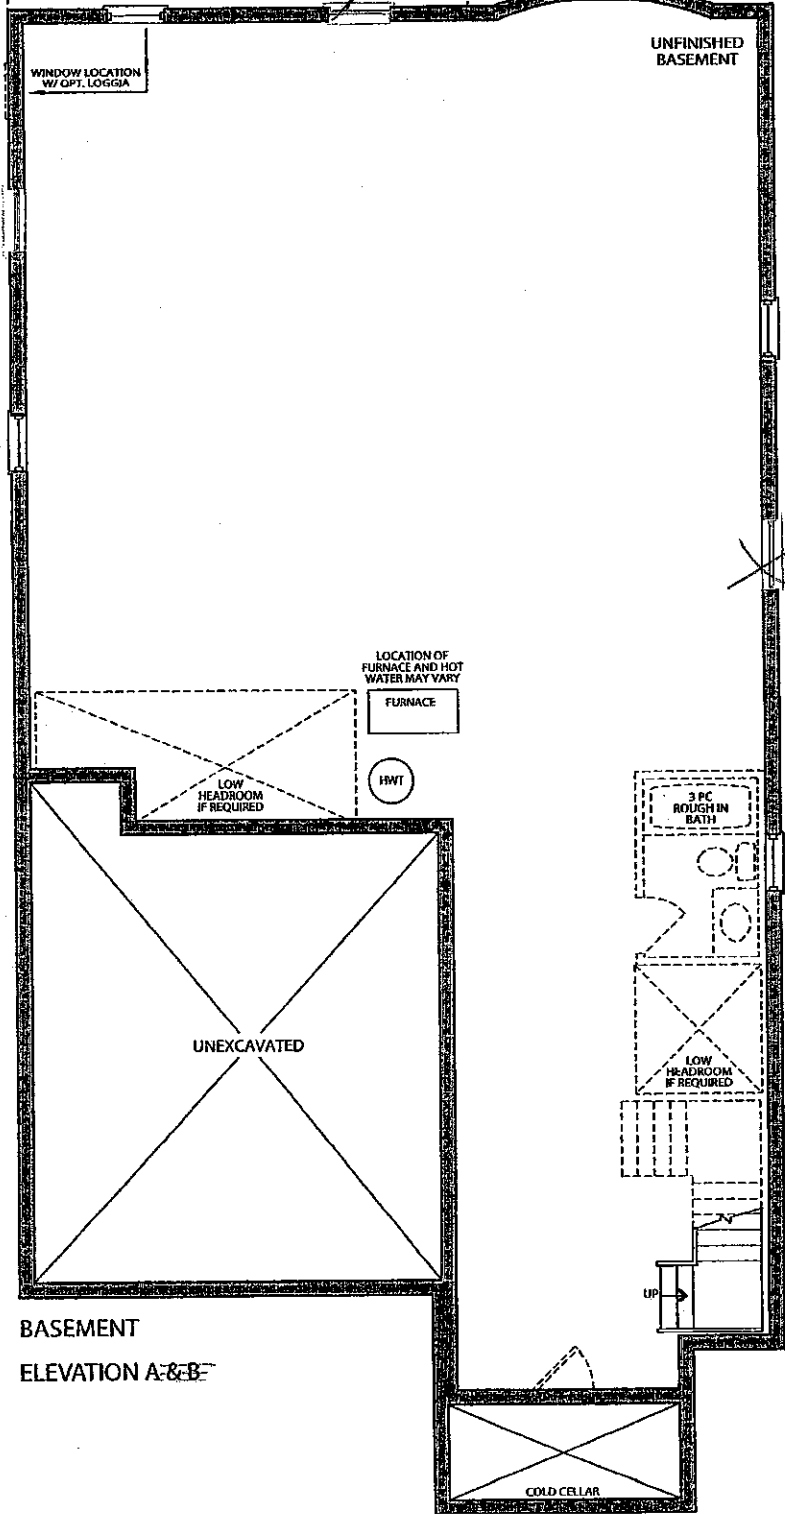 UNFINISHED
BASEMENT
WINDOW LOCATION
W/ OPT. LOGGIA
LOCATION OF
FURNACE AND HOT
WATER MAY VARY
FURNACE
HWT
LOW
HEADROOM
IF REQUIRED
3 PC
ROUGH IN
BATH
UNEXCAVATED
LOW
HEADROOM
IF REQUIRED
UP
BASEMENT
ELEVATION A & B
COLD CELLAR